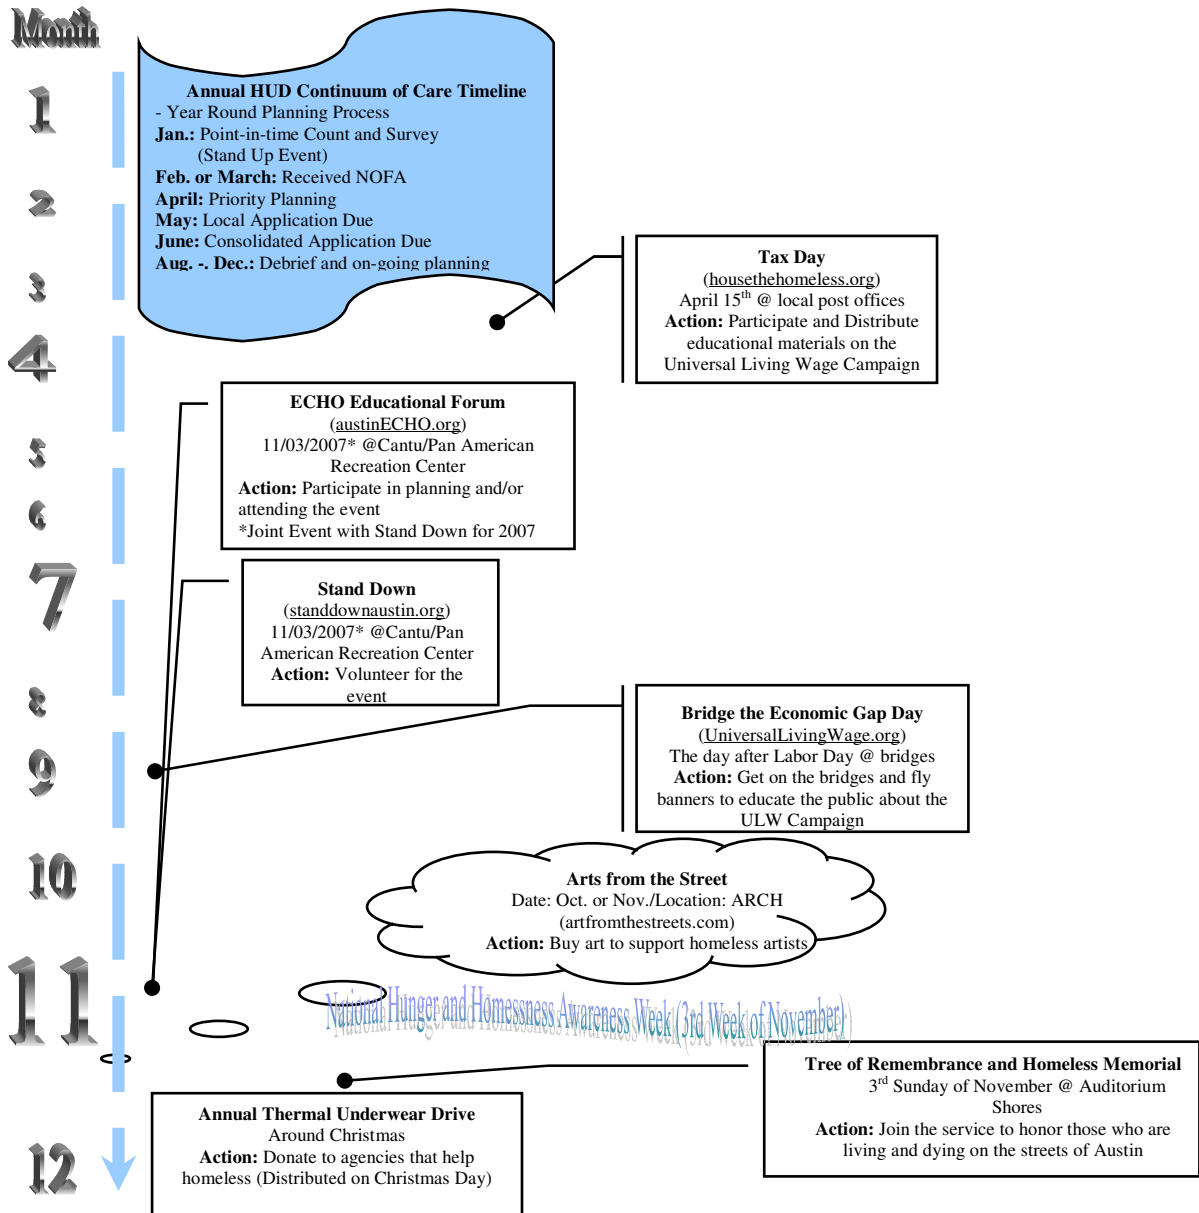 Month
1
2
3
4
5
6
7
8
9
10
11
12
Annual HUD Continuum of Care Timeline
- Year Round Planning Process
Jan.: Point-in-time Count and Survey
(Stand Up Event)
Feb. or March: Received NOFA
April: Priority Planning
May: Local Application Due
June: Consolidated Application Due
Aug. -. Dec.: Debrief and on-going planning
Tax Day
(housethehomeless.org)
April 15th @ local post offices
Action: Participate and Distribute
educational materials on the
Universal Living Wage Campaign
ECHO Educational Forum
(austinECHO.org)
11/03/2007* @Cantu/Pan American
Recreation Center
Action: Participate in planning and/or
attending the event
*Joint Event with Stand Down for 2007
Stand Down
(standdownaustin.org)
11/03/2007* @Cantu/Pan
American Recreation Center
Action: Volunteer for the
event
Bridge the Economic Gap Day
(UniversalLivingWage.org)
The day after Labor Day @ bridges
Action: Get on the bridges and fly
banners to educate the public about the
ULW Campaign
Arts from the Street
Date: Oct. or Nov./Location: ARCH
(artfromthestreets.com)
Action: Buy art to support homeless artists
National Hunger and Homessness Awareness Week (3rd Week of November)
Tree of Remembrance and Homeless Memorial
3rd Sunday of November @ Auditorium
Shores
Action: Join the service to honor those who are
living and dying on the streets of Austin
Annual Thermal Underwear Drive
Around Christmas
Action: Donate to agencies that help
homeless (Distributed on Christmas Day)